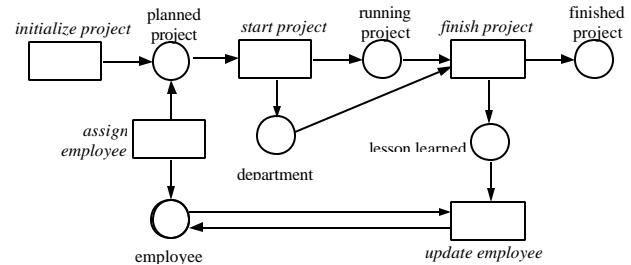 initialize project
planned
project
start project
running
project
finish project
finished
project
assign
employee
department
lesson learned
employee
update employee